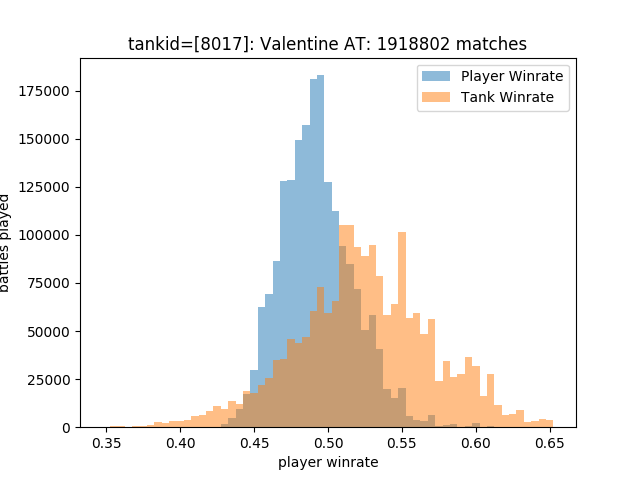 tankid=[8017]: Valentine AT: 1918802 matches
Player Winrate
Tank Winrate
175000
150000
125000
100000
75000
50000
25000
0
battles played
0.35 0.40 0.45 0.50 0.55 0.60 0.65
player winrate